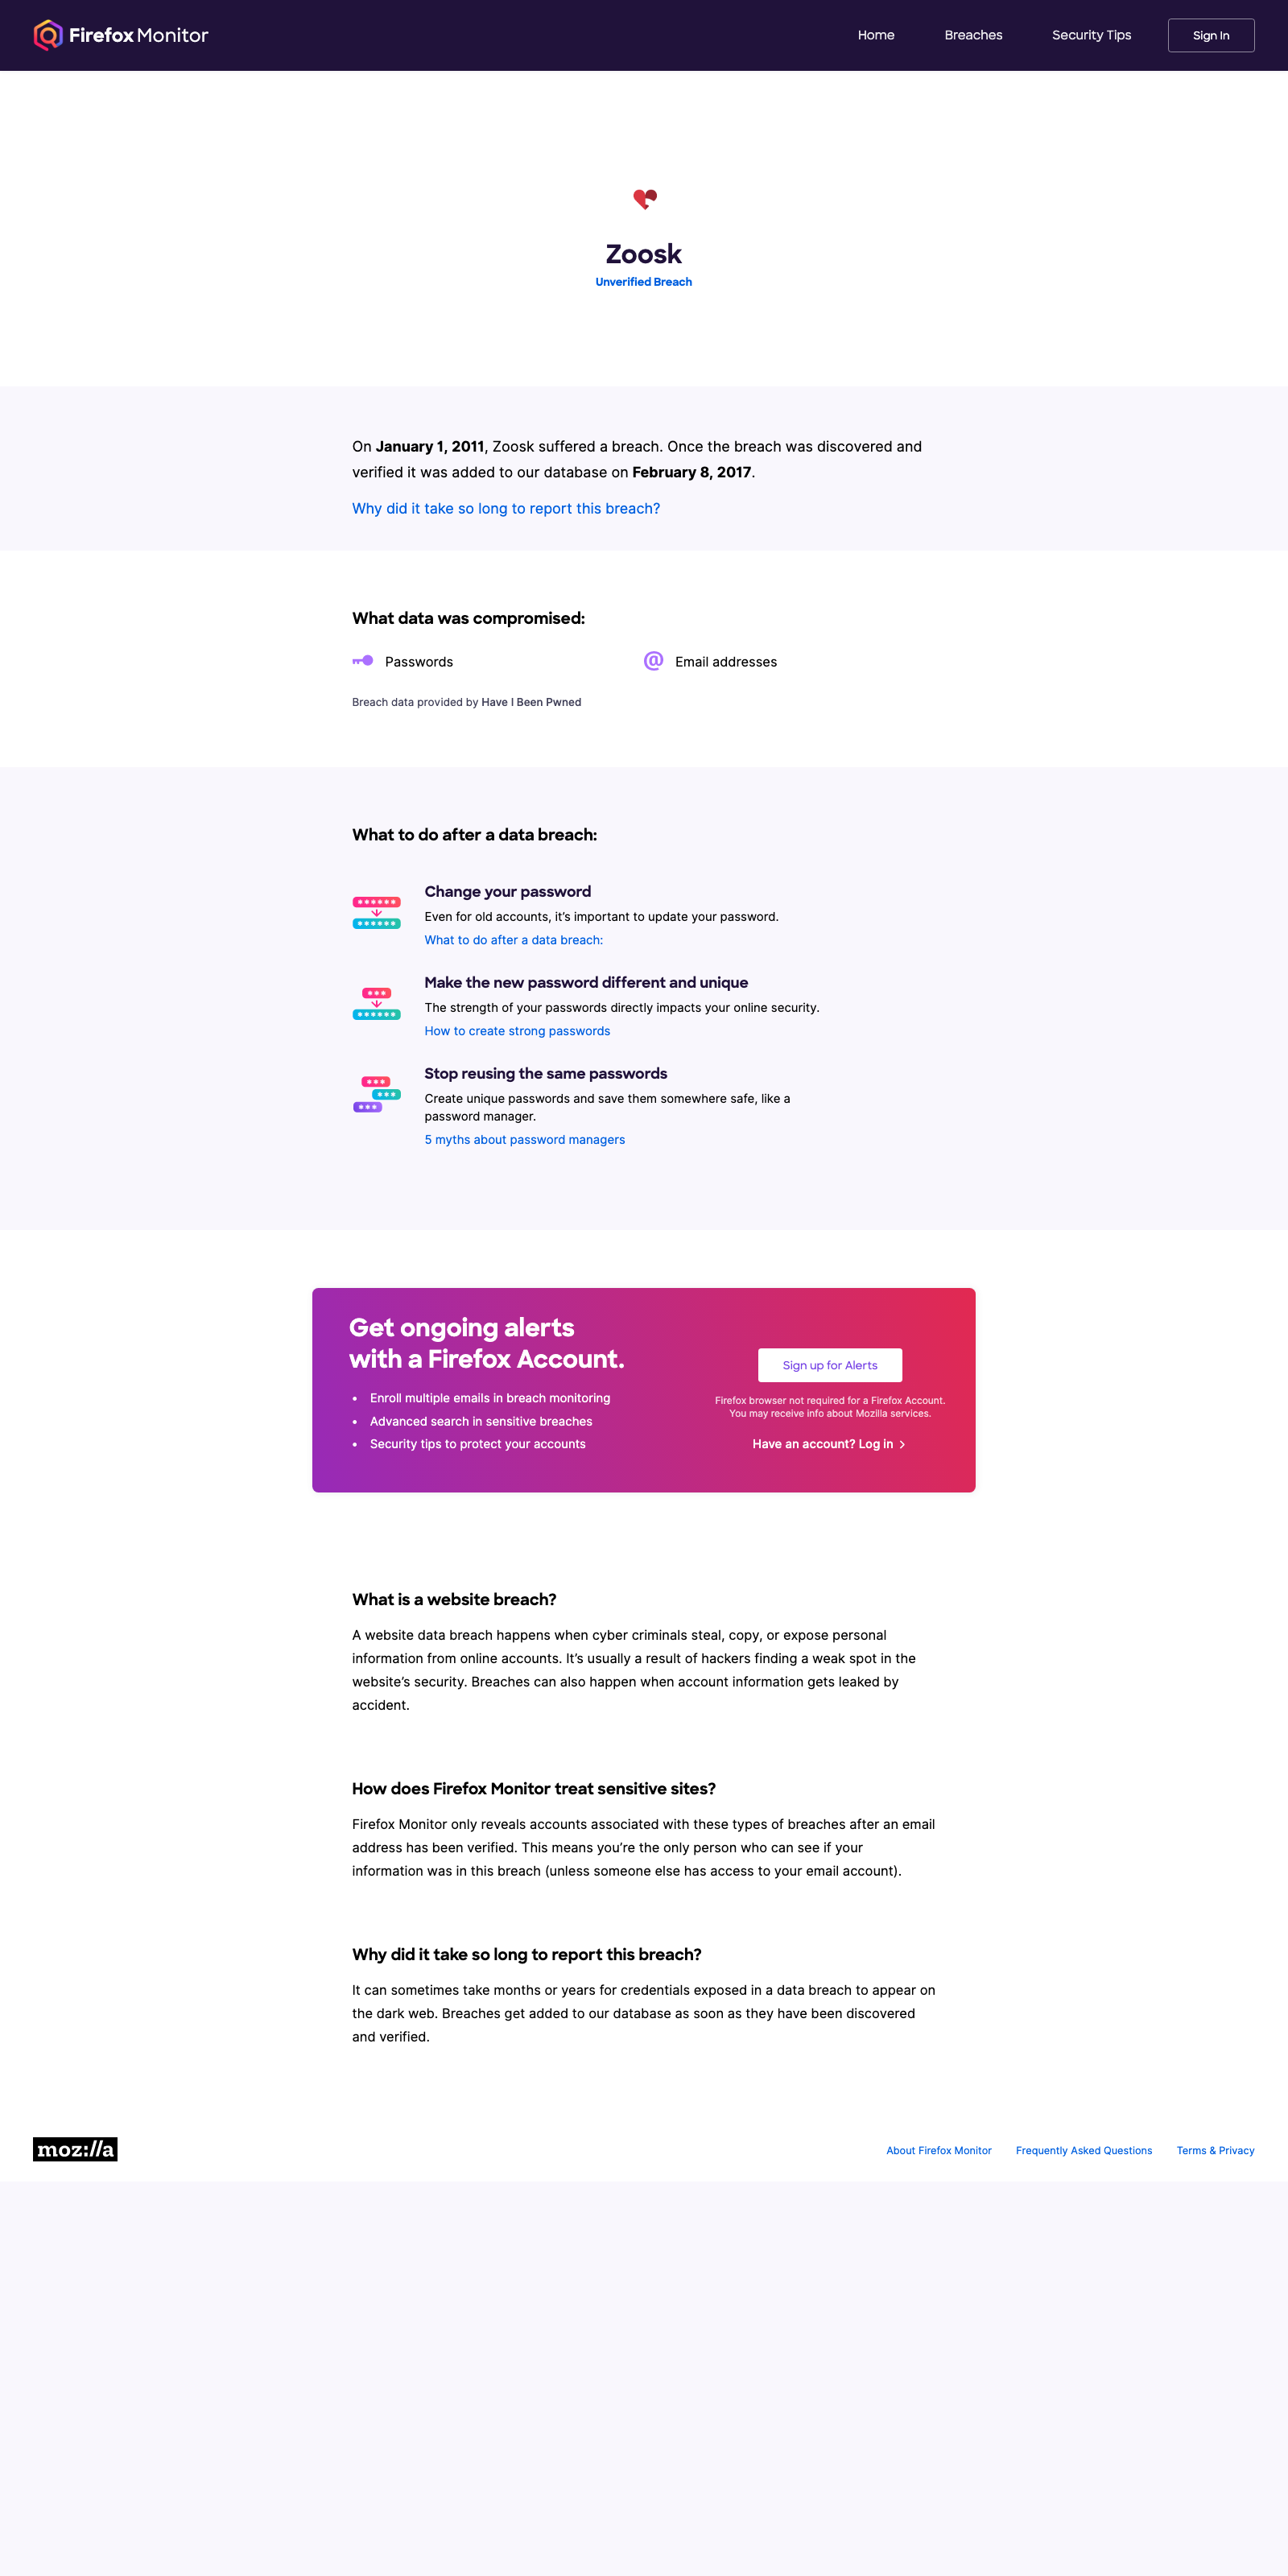 Firefox Monitor
Home
Breaches
Security Tips
Sign In
Zoosk
Unverified Breach
On January 1, 2011, Zoosk suffered a breach. Once the breach was discovered and
verified it was added to our database on February 8, 2017.
Why did it take so long to report this breach?
What data was compromised:
Passwords
@ Email addresses
Breach data provided by Have I Been Pwned
What to do after a data breach:
Change your password
Even for old accounts, it’s important to update your password.
What to do after a data breach:
Make the new password different and unique
The strength of your passwords directly impacts your online security.
How to create strong passwords
Stop reusing the same passwords
Create unique passwords and save them somewhere safe, like a
password manager.
5 myths about password managers
Get ongoing alerts
with a Firefox Account.
• Enroll multiple emails in breach monitoring
• Advanced search in sensitive breaches
• Security tips to protect your accounts
Sign up for Alerts
Firefox browser not required for a Firefox Account.
You may receive info about Mozilla services.
Have an account? Log in
What is a website breach?
A website data breach happens when cyber criminals steal, copy, or expose personal
information from online accounts. It’s usually a result of hackers finding a weak spot in the
website’s security. Breaches can also happen when account information gets leaked by
accident.
How does Firefox Monitor treat sensitive sites?
Firefox Monitor only reveals accounts associated with these types of breaches after an email
address has been verified. This means you’re the only person who can see if your
information was in this breach (unless someone else has access to your email account).
Why did it take so long to report this breach?
It can sometimes take months or years for credentials exposed in a data breach to appear on
the dark web. Breaches get added to our database as soon as they have been discovered
and verified.
moz://a
About Firefox Monitor
Frequently Asked Questions
Terms & Privacy